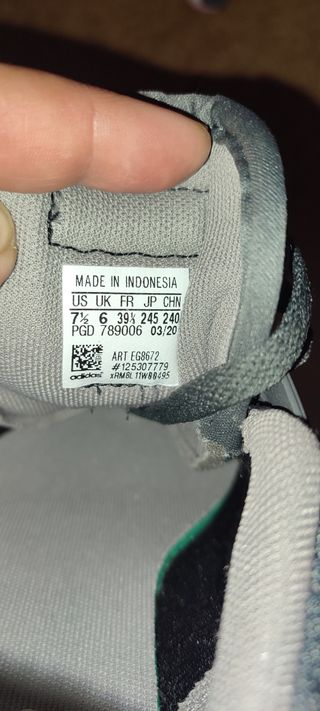 MADE IN INDONESIA
US UK FR JP CHN
7½ 6 39⅓ 245 240
PGD 789006 03/20
ART EG8672
#125307779
adidas xRM8L11W00495